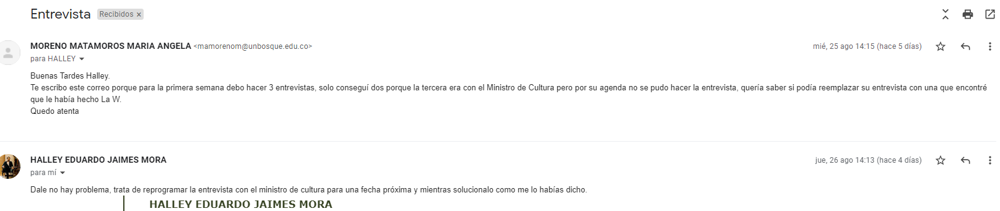 Entrevista Recibidos ×
MORENO MATAMOROS MARIA ANGELA <mamorenom@unbosque.edu.co> mié, 25 ago 14:15 (hace 5 días)
para HALLEY
Buenas Tardes Halley.
Te escribo este correo porque para la primera semana debo hacer 3 entrevistas, solo conseguí dos porque la tercera era con el Ministro de Cultura pero por su agenda no se pudo hacer la entrevista, quería saber si podía reemplazar su entrevista con una que encontré
que le había hecho La W.
Quedo atenta
HALLEY EDUARDO JAIMES MORA jue, 26 ago 14:13 (hace 4 días)
para mí
Dale no hay problema, trata de reprogramar la entrevista con el ministro de cultura para una fecha próxima y mientras solucionalo como me lo habías dicho.
HALLEY EDUARDO JAIMES MORA